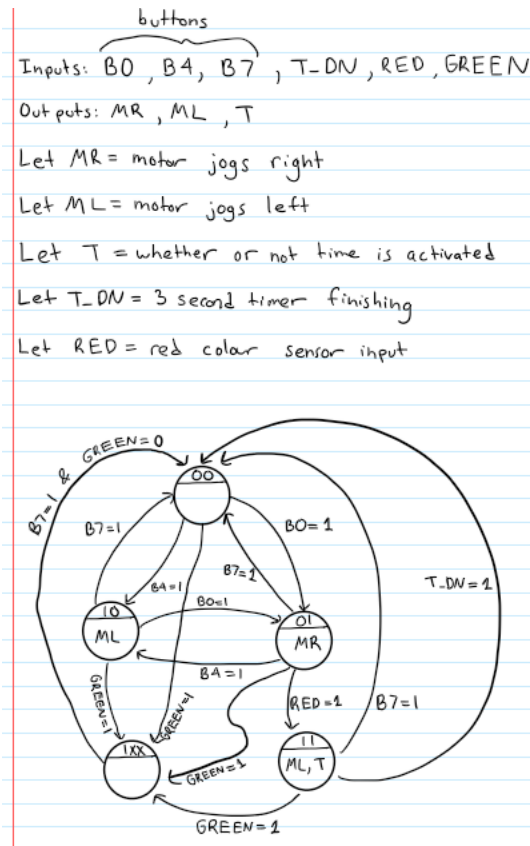 buttons
Inputs: B0, B4, B7, T_DN, RED, GREEN
Outputs: MR, ML, T
Let MR = motor jogs right
Let ML = motor jogs left
Let T = whether or not time is activated
Let T_DN = 3 second timer finishing
Let RED = red colour sensor input
B7=1 & GREEN=0
00
B7=1
B0=1
B4=1
B7=1
T_DN=1
10
ML
B0=1
01
MR
B4=1
GREEN=1
GREEN=1
RED=1
B7=1
1XX
GREEN=1
11
ML, T
GREEN=1